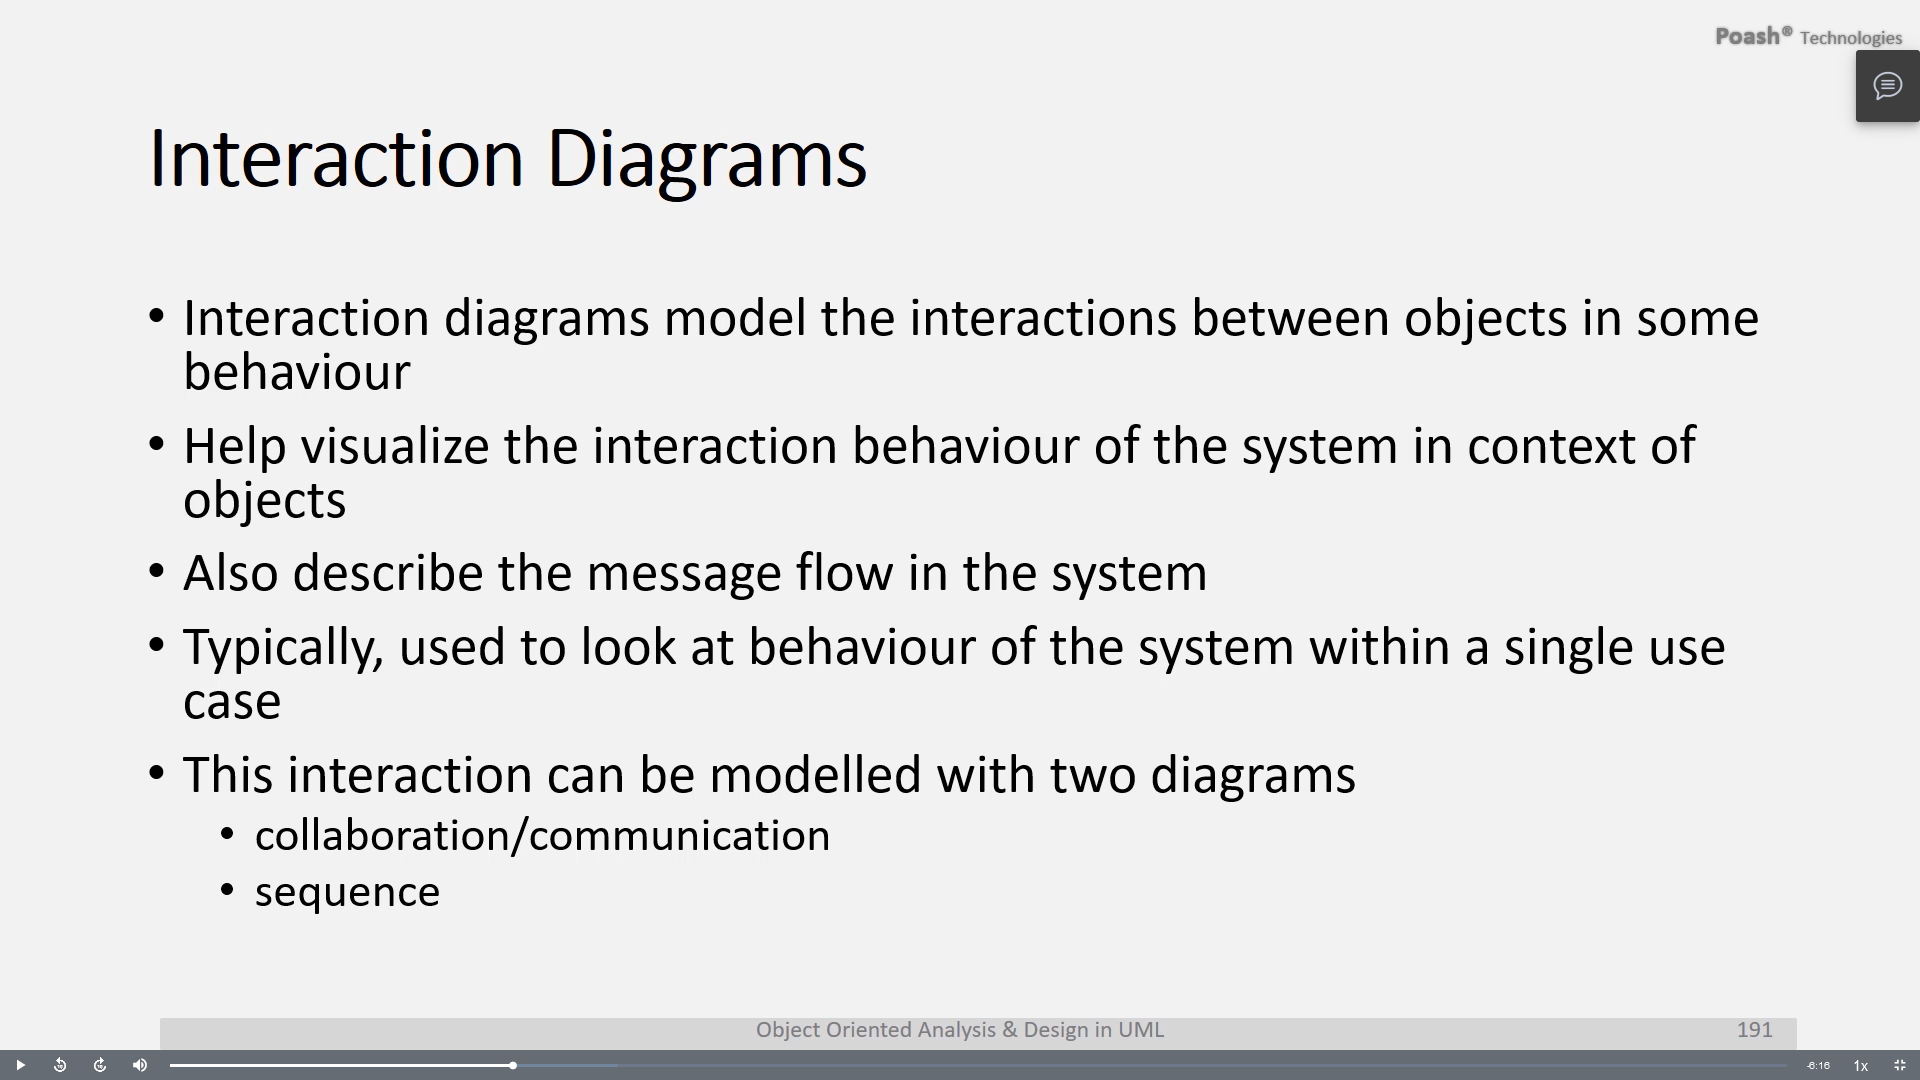 Poash® Technologies
Interaction Diagrams
• Interaction diagrams model the interactions between objects in some
behaviour
• Help visualize the interaction behaviour of the system in context of
objects
• Also describe the message flow in the system
• Typically, used to look at behaviour of the system within a single use
case
• This interaction can be modelled with two diagrams
• collaboration/communication
• sequence
Object Oriented Analysis & Design in UML 191
-6:16 1x